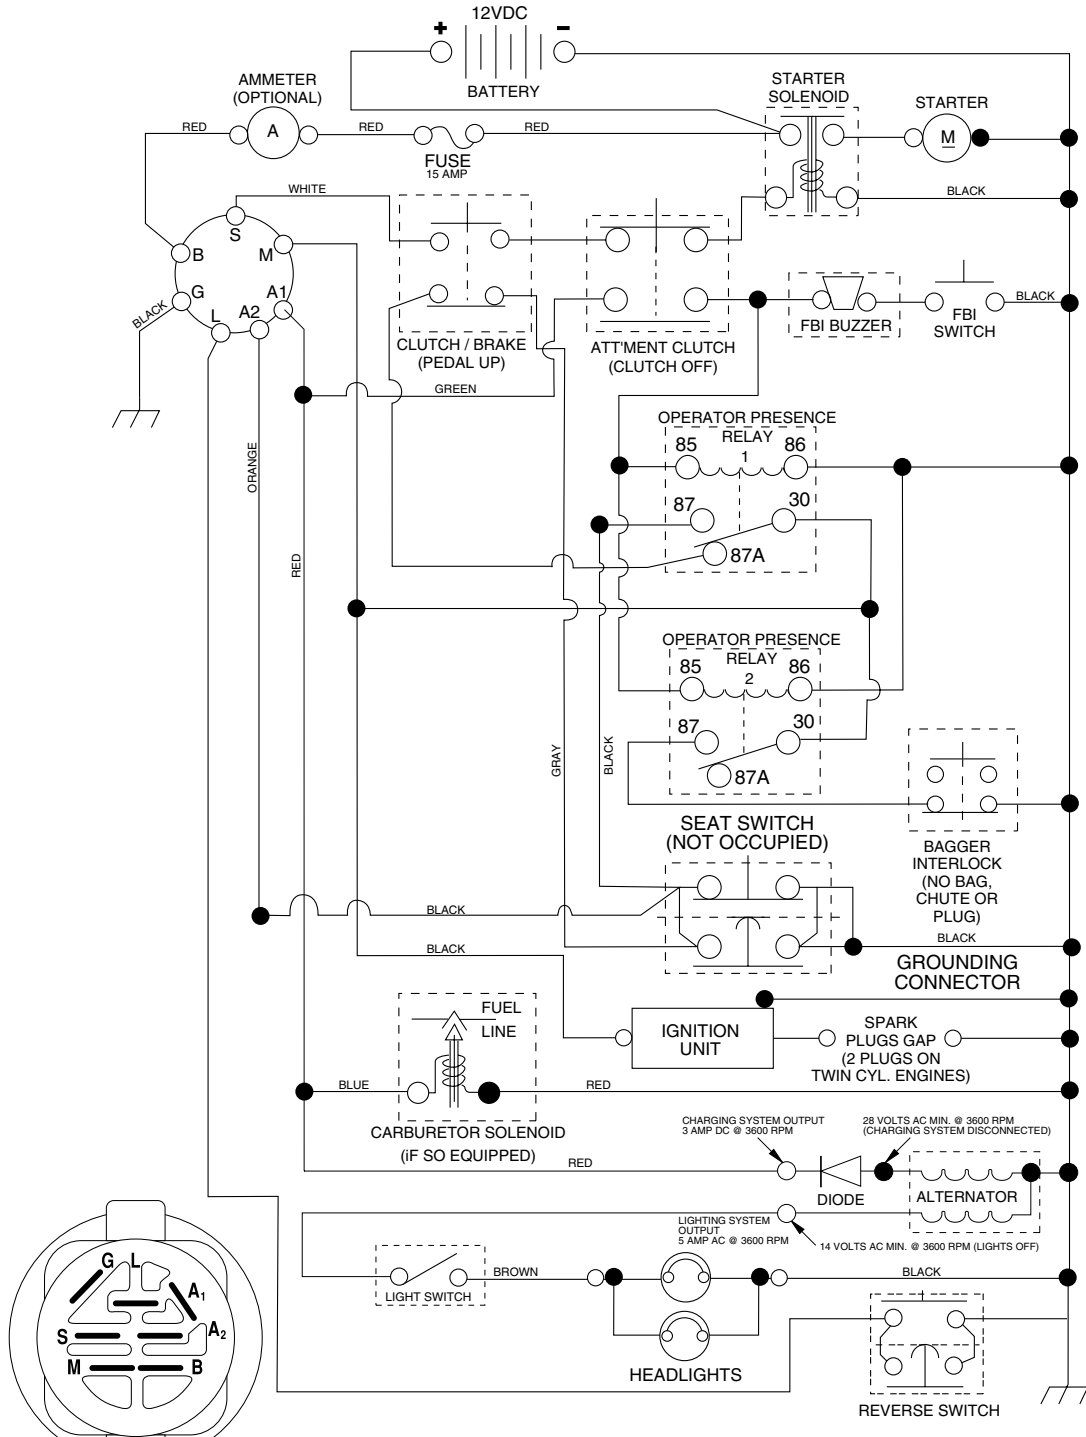 12VDC
+ −
BATTERY
AMMETER
(OPTIONAL)
STARTER
SOLENOID
STARTER
RED
A
RED
RED
M
FUSE
15 AMP
WHITE
BLACK
S
B
M
G
A1
A2
L
BLACK
FBI BUZZER
BLACK
FBI
SWITCH
CLUTCH / BRAKE
(PEDAL UP)
ATT'MENT CLUTCH
(CLUTCH OFF)
GREEN
OPERATOR PRESENCE
RELAY
85 1 86
ORANGE
87 30
87A
RED
OPERATOR PRESENCE
RELAY
85 2 86
87 30
87A
GRAY
BLACK
SEAT SWITCH
(NOT OCCUPIED)
BAGGER
INTERLOCK
(NO BAG,
CHUTE OR
PLUG)
BLACK
BLACK
BLACK
GROUNDING
CONNECTOR
FUEL
LINE
IGNITION
UNIT
SPARK
PLUGS GAP
(2 PLUGS ON
TWIN CYL. ENGINES)
BLUE
RED
CARBURETOR SOLENOID
(iF SO EQUIPPED)
CHARGING SYSTEM OUTPUT
3 AMP DC @ 3600 RPM
28 VOLTS AC MIN. @ 3600 RPM
(CHARGING SYSTEM DISCONNECTED)
RED
DIODE
ALTERNATOR
LIGHTING SYSTEM
OUTPUT
5 AMP AC @ 3600 RPM
14 VOLTS AC MIN. @ 3600 RPM (LIGHTS OFF)
BROWN
BLACK
LIGHT SWITCH
HEADLIGHTS
REVERSE SWITCH
G L
A1
S
A2
M B